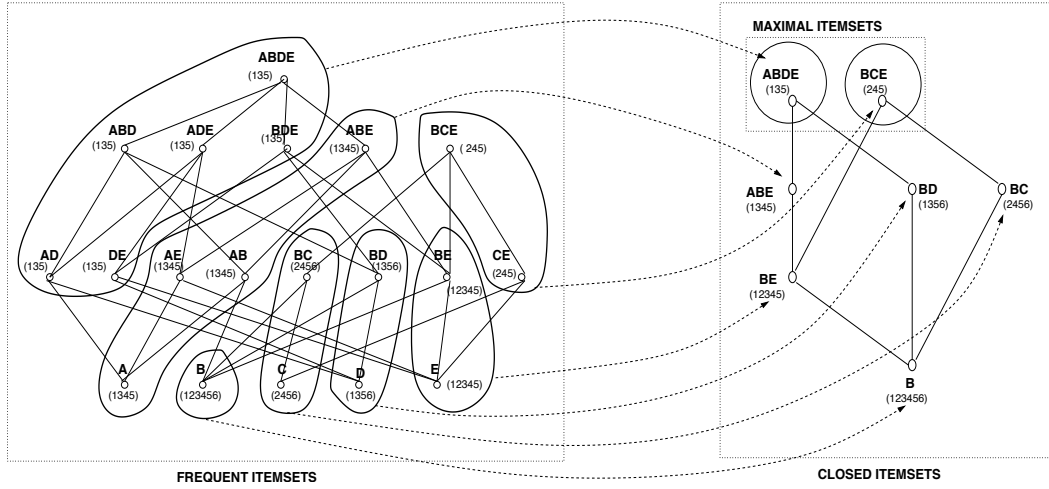 MAXIMAL ITEMSETS
ABDE
(135)
ABD
(135)
ADE
(135)
BDE
(135)
ABE
(1345)
BCE
( 245)
AD
(135)
DE
(135)
AE
(1345)
AB
(1345)
BC
(2456)
BD
(1356)
BE
(12345)
CE
(245)
A
(1345)
B
(123456)
C
(2456)
D
(1356)
E
(12345)
FREQUENT ITEMSETS
ABDE
(135)
BCE
(245)
ABE
(1345)
BD
(1356)
BC
(2456)
BE
(12345)
B
(123456)
CLOSED ITEMSETS